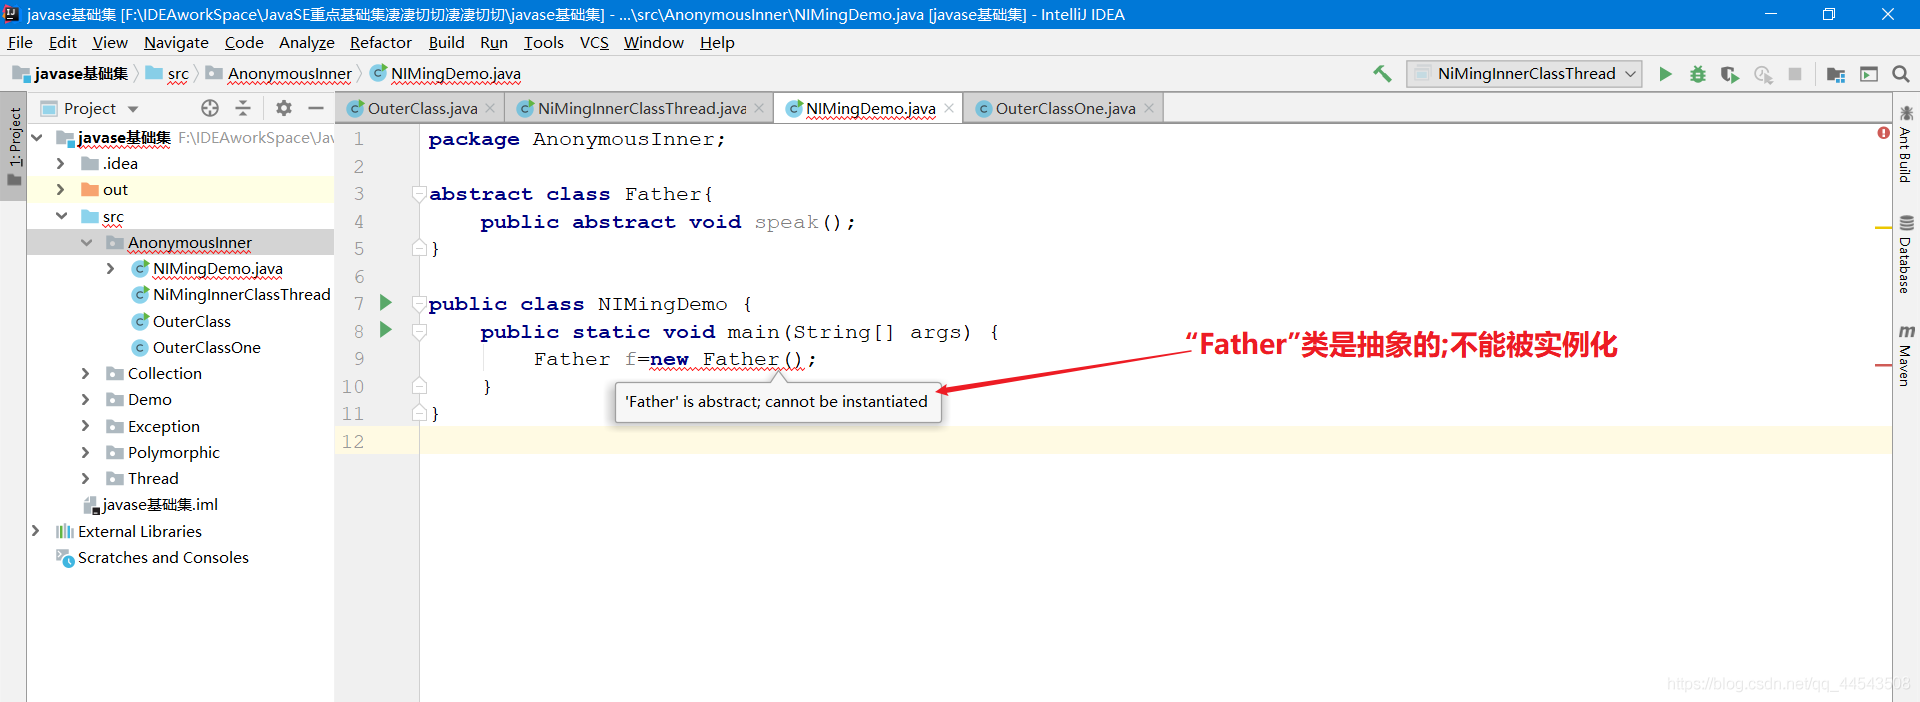 javase基础集 [F:\IDEAworkSpace\JavaSE重点基础集凄凄切切凄凄切切\javase基础集] - ...\src\AnonymousInner\NIMingDemo.java [javase基础集] - IntelliJ IDEA
File Edit View Navigate Code Analyze Refactor Build Run Tools VCS Window Help
javase基础集 src AnonymousInner NIMingDemo.java NiMingInnerClassThread
1: Project
Project
OuterClass.java NiMingInnerClassThread.java NIMingDemo.java OuterClassOne.java
javase基础集 F:\IDEAworkSpace\Jav
.idea
out
src
AnonymousInner
NIMingDemo.java
NiMingInnerClassThread
OuterClass
OuterClassOne
Collection
Demo
Exception
Polymorphic
Thread
javase基础集.iml
External Libraries
Scratches and Consoles
1 package AnonymousInner;
2
3 abstract class Father{
4 public abstract void speak();
5 }
6
7 public class NIMingDemo {
8 public static void main(String[] args) {
9 Father f=new Father();
10 }
11 }
12
'Father' is abstract; cannot be instantiated
“Father”类是抽象的;不能被实例化
Ant Build
Database
Maven
https://blog.csdn.net/qq_44543508